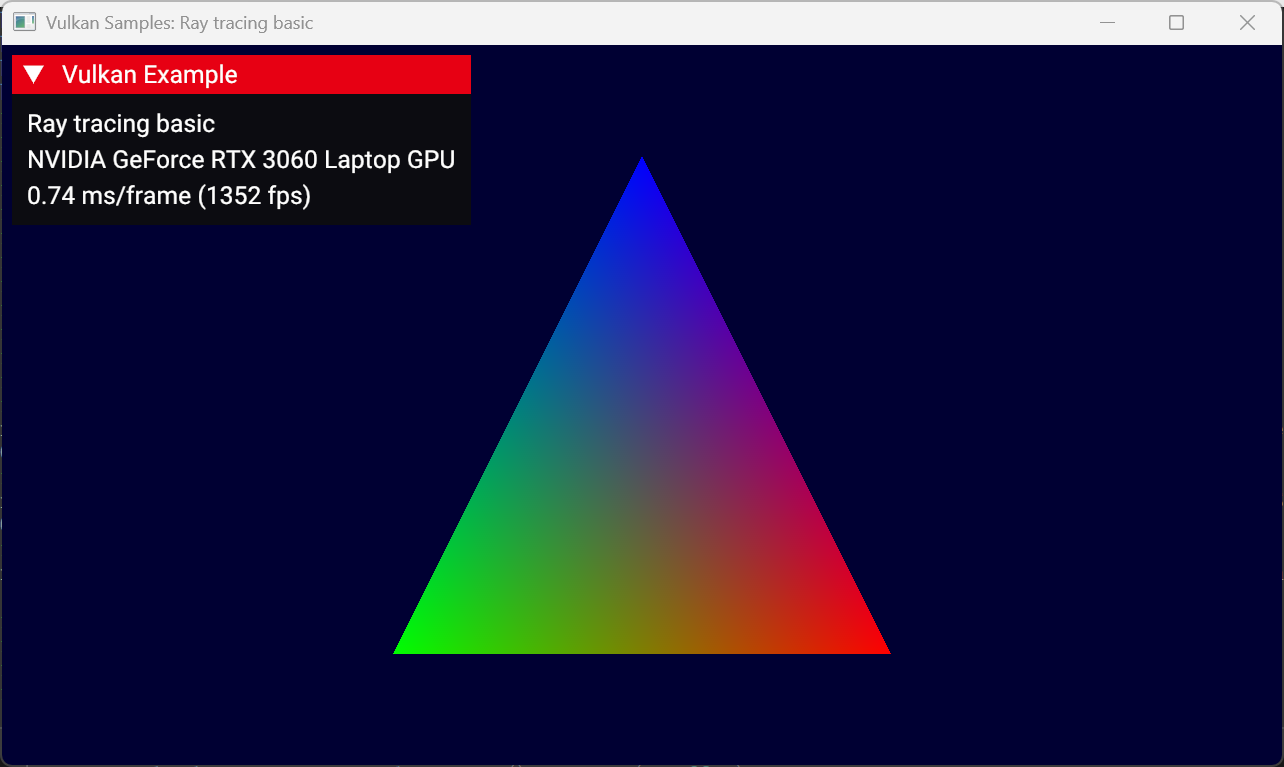 Vulkan Samples: Ray tracing basic
Vulkan Example
Ray tracing basic
NVIDIA GeForce RTX 3060 Laptop GPU
0.74 ms/frame (1352 fps)